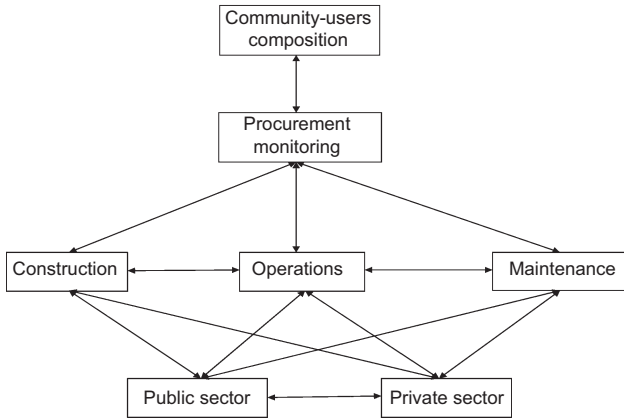 Community-users
composition
Procurement
monitoring
Construction
Operations
Maintenance
Public sector
Private sector